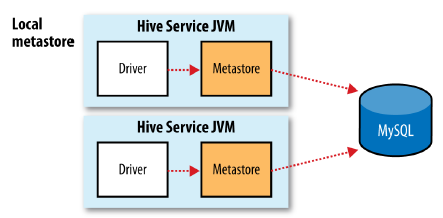 Local
metastore
Hive Service JVM
Driver
Metastore
MySQL
Hive Service JVM
Driver
Metastore